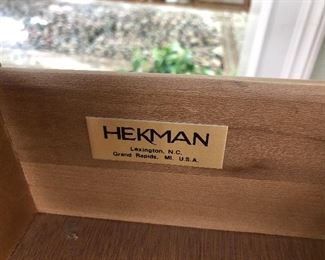 HEKMAN
Lexington, N.C.
Grand Rapids, MI. U.S.A.